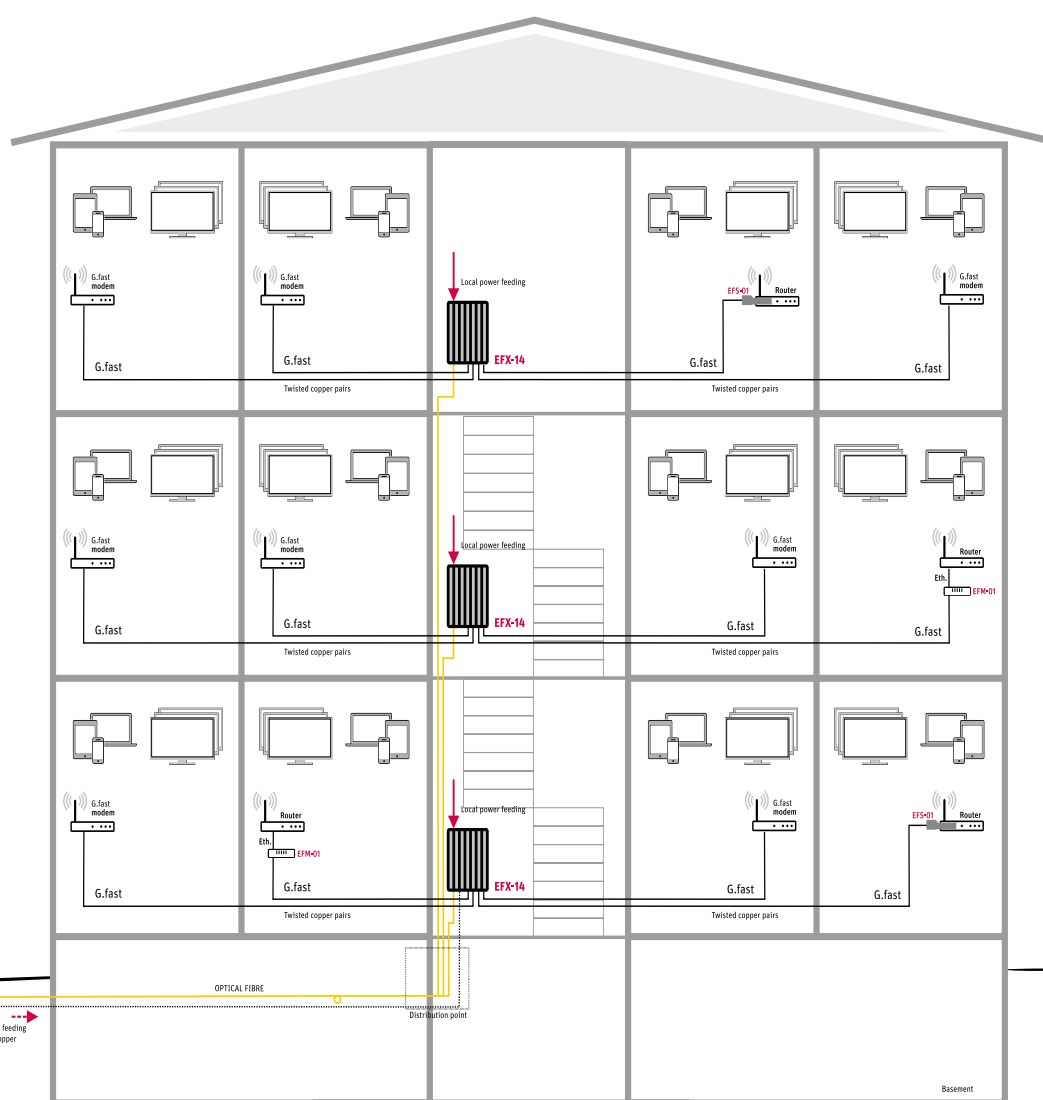 G.fast
modem
G.fast
modem
Local power feeding
EFS-01
Router
G.fast
modem
G.fast
G.fast
EFX-14
G.fast
G.fast
Twisted copper pairs
Twisted copper pairs
G.fast
modem
G.fast
modem
Local power feeding
G.fast
modem
Router
Eth.
EFM-01
G.fast
G.fast
EFX-14
G.fast
G.fast
Twisted copper pairs
Twisted copper pairs
G.fast
modem
Router
Eth.
EFM-01
Local power feeding
G.fast
modem
EFS-01
Router
G.fast
G.fast
EFX-14
G.fast
G.fast
Twisted copper pairs
Twisted copper pairs
OPTICAL FIBRE
Distribution point
feeding
opper
Basement